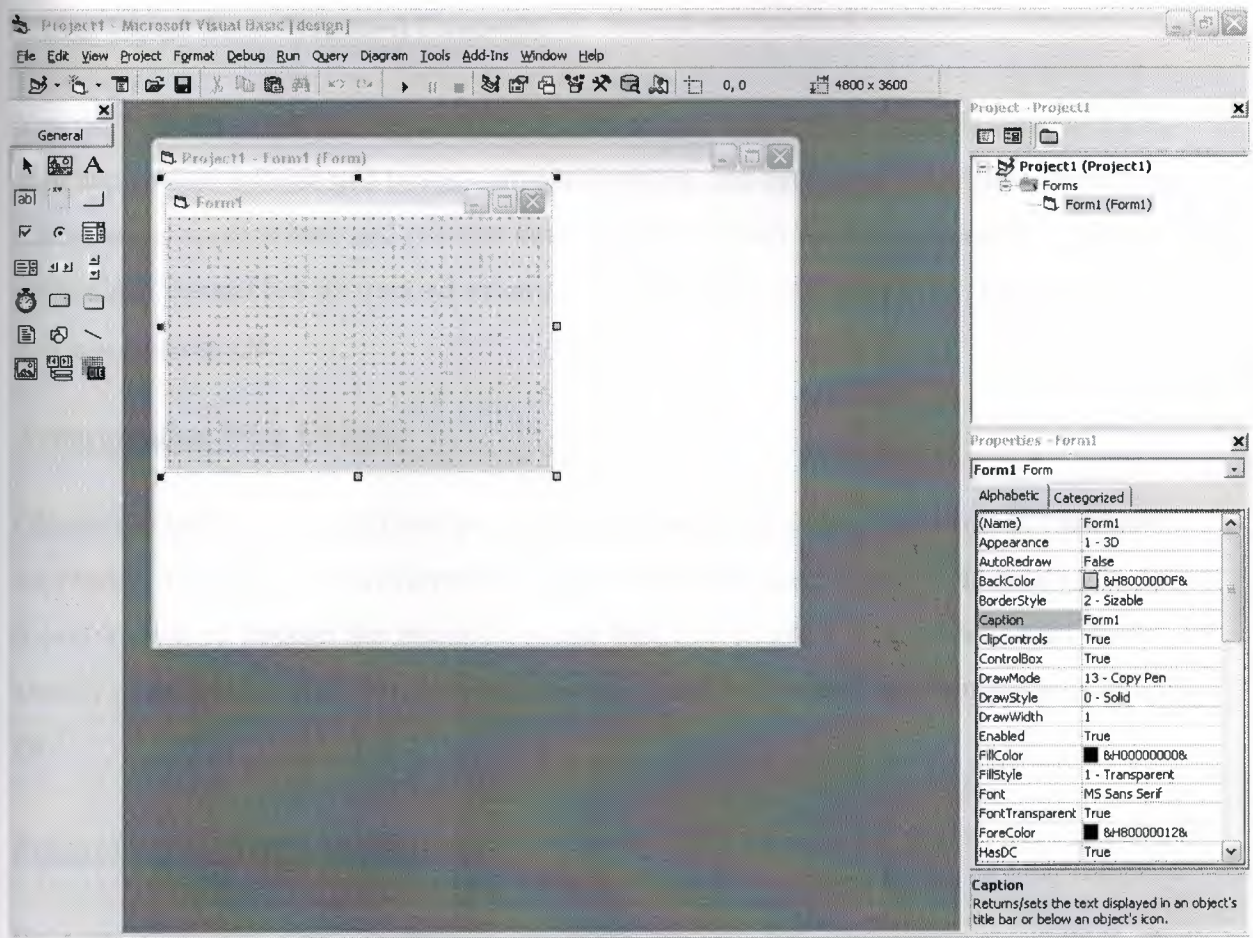 Project1 - Microsoft Visual Basic [design]
File Edit View Project Format Debug Run Query Diagram Tools Add-Ins Window Help
0, 0 4800 x 3600
General
A
ab|
xy
OLE
Project1 - Form1 (Form)
Form1
Project - Project1
Project1 (Project1)
Forms
Form1 (Form1)
Properties - Form1
Form1 Form
Alphabetic Categorized
(Name) Form1
Appearance 1 - 3D
AutoRedraw False
BackColor &H8000000F&
BorderStyle 2 - Sizable
Caption Form1
ClipControls True
ControlBox True
DrawMode 13 - Copy Pen
DrawStyle 0 - Solid
DrawWidth 1
Enabled True
FillColor &H00000000&
FillStyle 1 - Transparent
Font MS Sans Serif
FontTransparent True
ForeColor &H80000012&
HasDC True
Caption
Returns/sets the text displayed in an object's
title bar or below an object's icon.